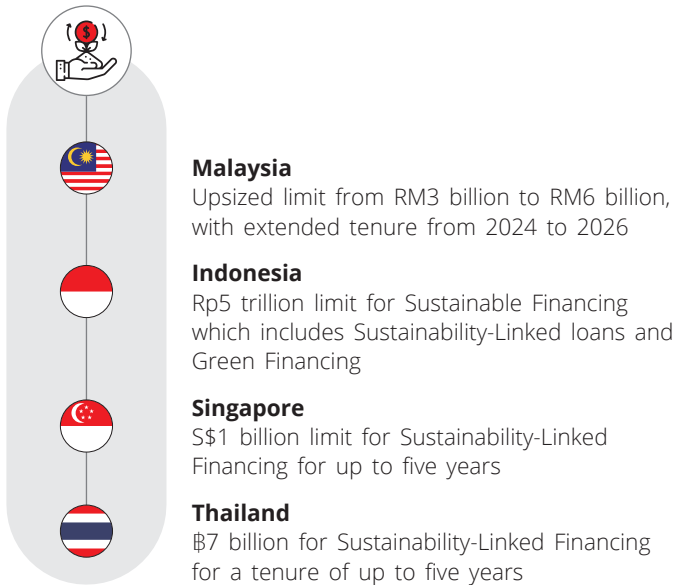 $
Malaysia
Upsized limit from RM3 billion to RM6 billion,
with extended tenure from 2024 to 2026
Indonesia
Rp5 trillion limit for Sustainable Financing
which includes Sustainability-Linked loans and
Green Financing
Singapore
S$1 billion limit for Sustainability-Linked
Financing for up to five years
Thailand
฿7 billion for Sustainability-Linked Financing
for a tenure of up to five years